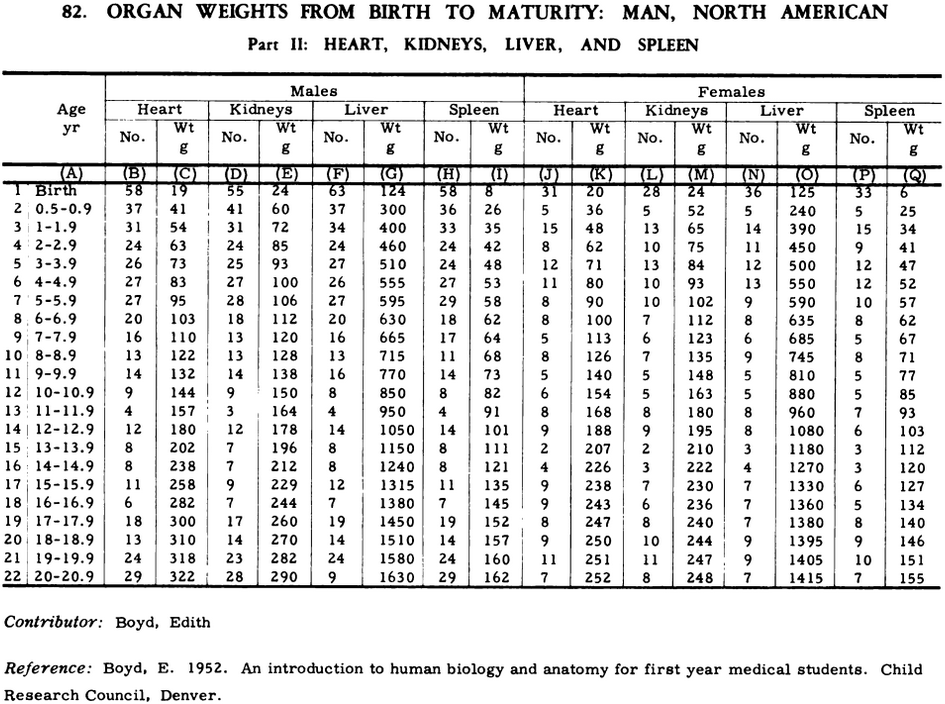 82. ORGAN WEIGHTS FROM BIRTH TO MATURITY: MAN, NORTH AMERICAN
Part II: HEART, KIDNEYS, LIVER, AND SPLEEN
Males Females
Age yr Heart Kidneys Liver Spleen Heart Kidneys Liver Spleen
No. Wt g No. Wt g No. Wt g No. Wt g No. Wt g No. Wt g No. Wt g No. Wt g
(A) (B) (C) (D) (E) (F) (G) (H) (I) (J) (K) (L) (M) (N) (O) (P) (Q)
1 Birth 58 19 55 24 63 124 58 8 31 20 28 24 36 125 33 6
2 0.5-0.9 37 41 41 60 37 300 36 26 5 36 5 52 5 240 5 25
3 1-1.9 31 54 31 72 34 400 33 35 15 48 13 65 14 390 15 34
4 2-2.9 24 63 24 85 24 460 24 42 8 62 10 75 11 450 9 41
5 3-3.9 26 73 25 93 27 510 24 48 12 71 13 84 12 500 12 47
6 4-4.9 27 83 27 100 26 555 27 53 11 80 10 93 13 550 12 52
7 5-5.9 27 95 28 106 27 595 29 58 8 90 10 102 9 590 10 57
8 6-6.9 20 103 18 112 20 630 18 62 8 100 7 112 8 635 8 62
9 7-7.9 16 110 13 120 16 665 17 64 5 113 6 123 6 685 5 67
10 8-8.9 13 122 13 128 13 715 11 68 8 126 7 135 9 745 8 71
11 9-9.9 14 132 14 138 16 770 14 73 5 140 5 148 5 810 5 77
12 10-10.9 9 144 9 150 8 850 8 82 6 154 5 163 5 880 5 85
13 11-11.9 4 157 3 164 4 950 4 91 8 168 8 180 8 960 7 93
14 12-12.9 12 180 12 178 14 1050 14 101 9 188 9 195 8 1080 6 103
15 13-13.9 8 202 7 196 8 1150 8 111 2 207 2 210 3 1180 3 112
16 14-14.9 8 238 7 212 8 1240 8 121 4 226 3 222 4 1270 3 120
17 15-15.9 11 258 9 229 12 1315 11 135 9 238 7 230 7 1330 6 127
18 16-16.9 6 282 7 244 7 1380 7 145 9 243 6 236 7 1360 5 134
19 17-17.9 18 300 17 260 19 1450 19 152 8 247 8 240 7 1380 8 140
20 18-18.9 13 310 14 270 14 1510 14 157 9 250 10 244 9 1395 9 146
21 19-19.9 24 318 23 282 24 1580 24 160 11 251 11 247 9 1405 10 151
22 20-20.9 29 322 28 290 9 1630 29 162 7 252 8 248 7 1415 7 155
Contributor: Boyd, Edith
Reference: Boyd, E. 1952. An introduction to human biology and anatomy for first year medical students. Child
Research Council, Denver.